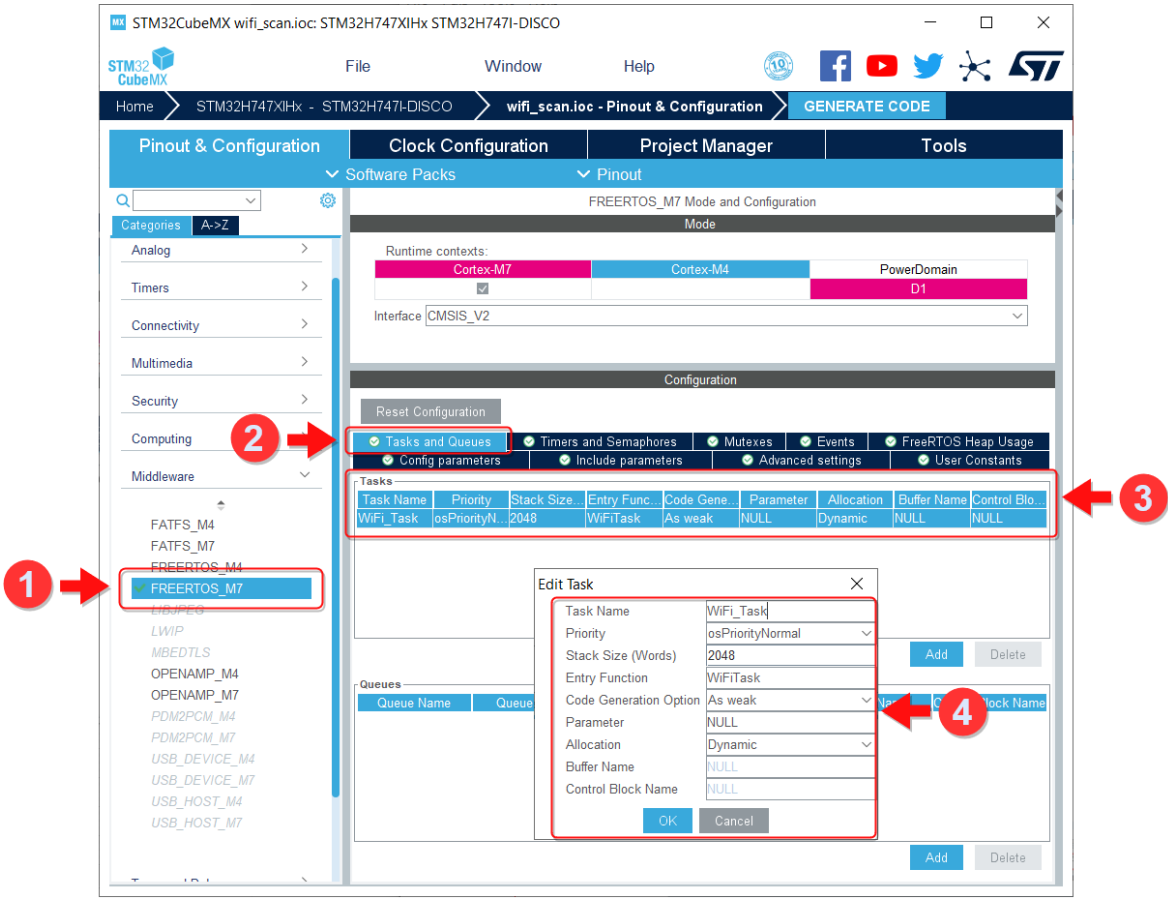 MX STM32CubeMX wifi_scan.ioc: STM32H747XIHx STM32H747I-DISCO
STM32 CubeMX File Window Help 10 ST
Home STM32H747XIHx - STM32H747I-DISCO wifi_scan.ioc - Pinout & Configuration GENERATE CODE
Pinout & Configuration Clock Configuration Project Manager Tools
Software Packs Pinout
FREERTOS_M7 Mode and Configuration
Categories A->Z
Mode
Analog
Timers
Connectivity
Multimedia
Security
Computing
Middleware
FATFS_M4
FATFS_M7
FREERTOS_M4
FREERTOS_M7
LIBJPEG
LWIP
MBEDTLS
OPENAMP_M4
OPENAMP_M7
PDM2PCM_M4
PDM2PCM_M7
USB_DEVICE_M4
USB_DEVICE_M7
USB_HOST_M4
USB_HOST_M7
Runtime contexts:
Cortex-M7 Cortex-M4 PowerDomain
D1
Interface CMSIS_V2
Configuration
Reset Configuration
Tasks and Queues Timers and Semaphores Mutexes Events FreeRTOS Heap Usage
Config parameters Include parameters Advanced settings User Constants
Tasks
Task Name Priority Stack Size... Entry Func... Code Gene... Parameter Allocation Buffer Name Control Blo...
WiFi_Task osPriorityN... 2048 WiFiTask As weak NULL Dynamic NULL NULL
Edit Task
Task Name WiFi_Task
Priority osPriorityNormal
Stack Size (Words) 2048
Entry Function WiFiTask
Code Generation Option As weak
Parameter NULL
Allocation Dynamic
Buffer Name NULL
Control Block Name NULL
OK Cancel
Add Delete
Queues
Queue Name Queue lock Name
Add Delete
1
2
3
4